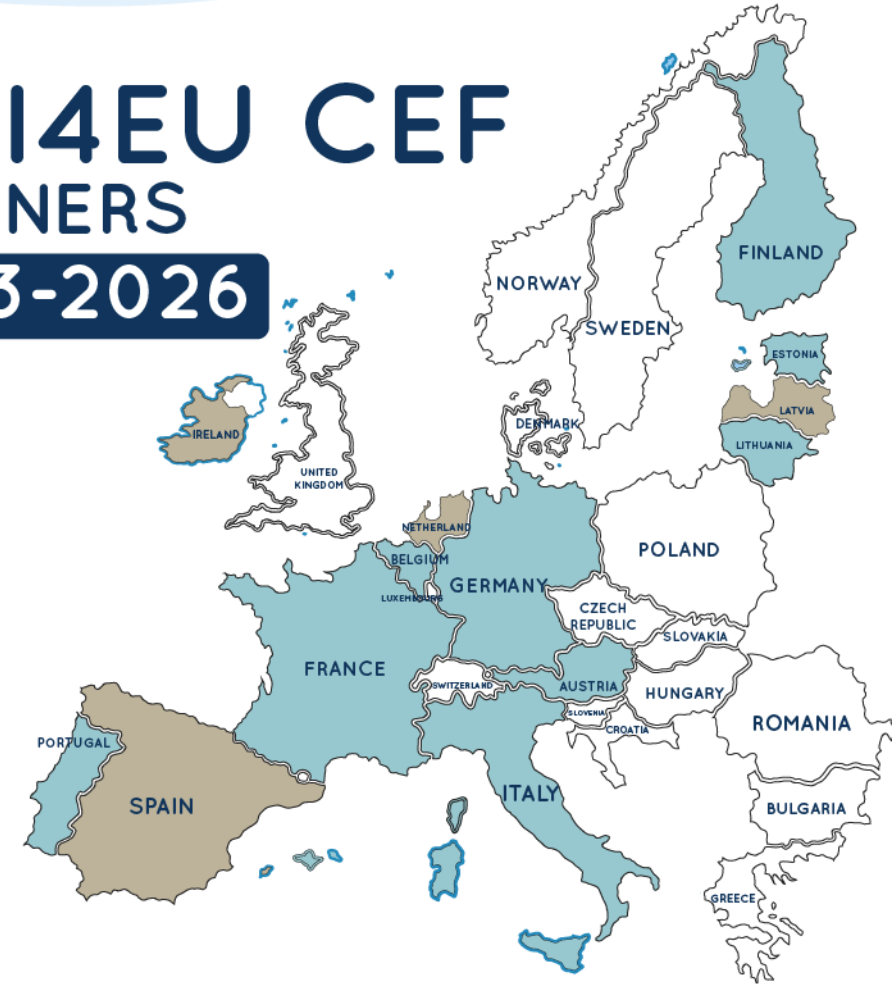 I4EU CEF
NERS
3-2026
NORWAY
FINLAND
SWEDEN
ESTONIA
LATVIA
LITHUANIA
DENMARK
IRELAND
UNITED
KINGDOM
NETHERLAND
BELGIUM
LUXEMBOURG
GERMANY
POLAND
CZECH
REPUBLIC
SLOVAKIA
FRANCE
SWITZERLAND
AUSTRIA
HUNGARY
SLOVENIA
CROATIA
ROMANIA
PORTUGAL
SPAIN
ITALY
BULGARIA
GREECE